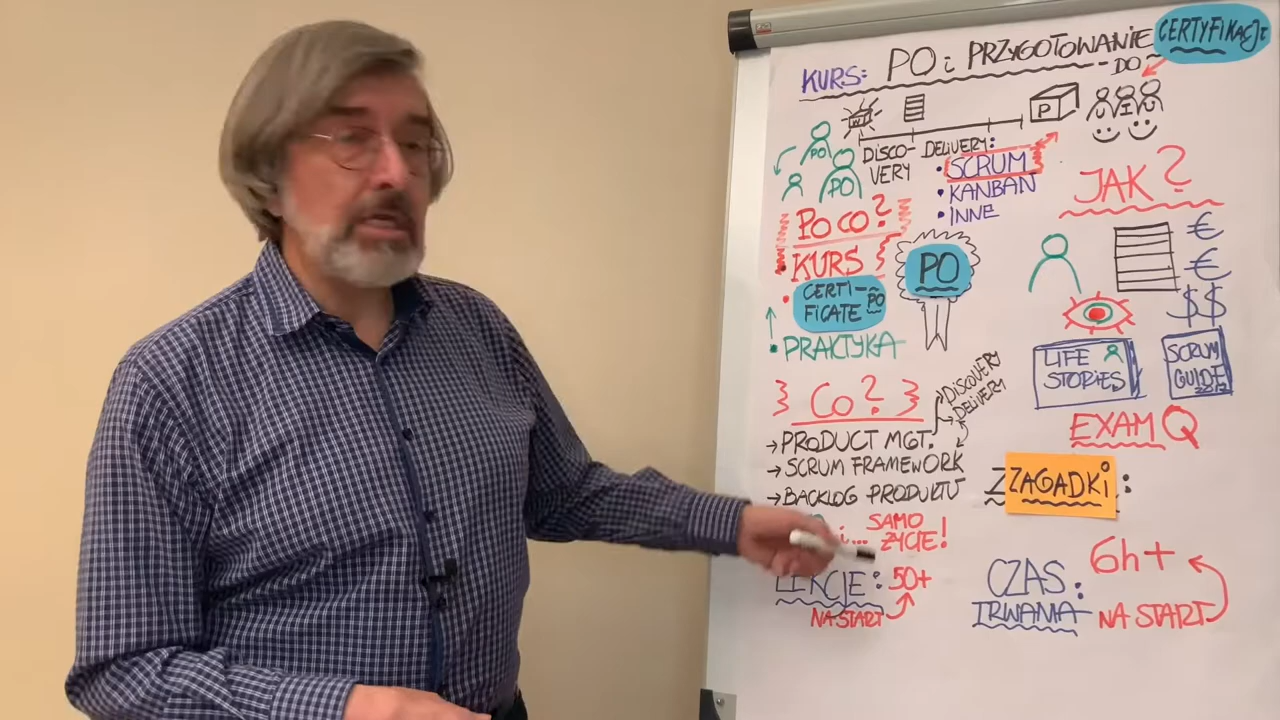 CERTYFIKACJI
KURS: PO i PRZYGOTOWANIE
DO
P
PO
PO
DISCO-
VERY
DELIVERY:
• SCRUM
• KANBAN
• INNE
JAK?
PO CO?
• KURS
• CERTI-
FICATE PO
• PRAKTYKA
PO
€
€
$$
LIFE
STORIES
SCRUM
GUIDE
EXAM Q
CO?
→ PRODUCT MGT.
DISCOVERY
DELIVERY
→ SCRUM FRAMEWORK
→ BACKLOG PRODUKTU
i... SAMO
ŻYCIE!
ZAGADKI :
LEKCJE: 50+
NA START
CZAS
TRWANIA :
6h+
NA START